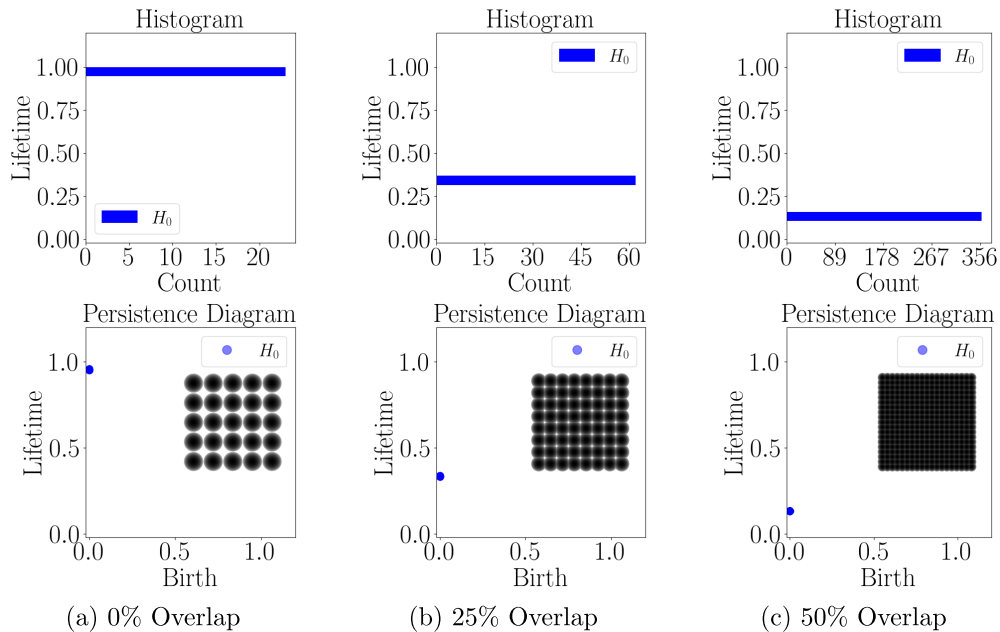 Histogram
Lifetime
1.00
0.75
0.50
0.25
0.00
H₀
0 5 10 15 20
Count
Histogram
Lifetime
1.00
0.75
0.50
0.25
0.00
H₀
0 15 30 45 60
Count
Histogram
Lifetime
1.00
0.75
0.50
0.25
0.00
H₀
0 89 178 267 356
Count
Persistence Diagram
Lifetime
1.0
0.5
0.0
H₀
0.0 0.5 1.0
Birth
(a) 0% Overlap
Persistence Diagram
Lifetime
1.0
0.5
0.0
H₀
0.0 0.5 1.0
Birth
(b) 25% Overlap
Persistence Diagram
Lifetime
1.0
0.5
0.0
H₀
0.0 0.5 1.0
Birth
(c) 50% Overlap